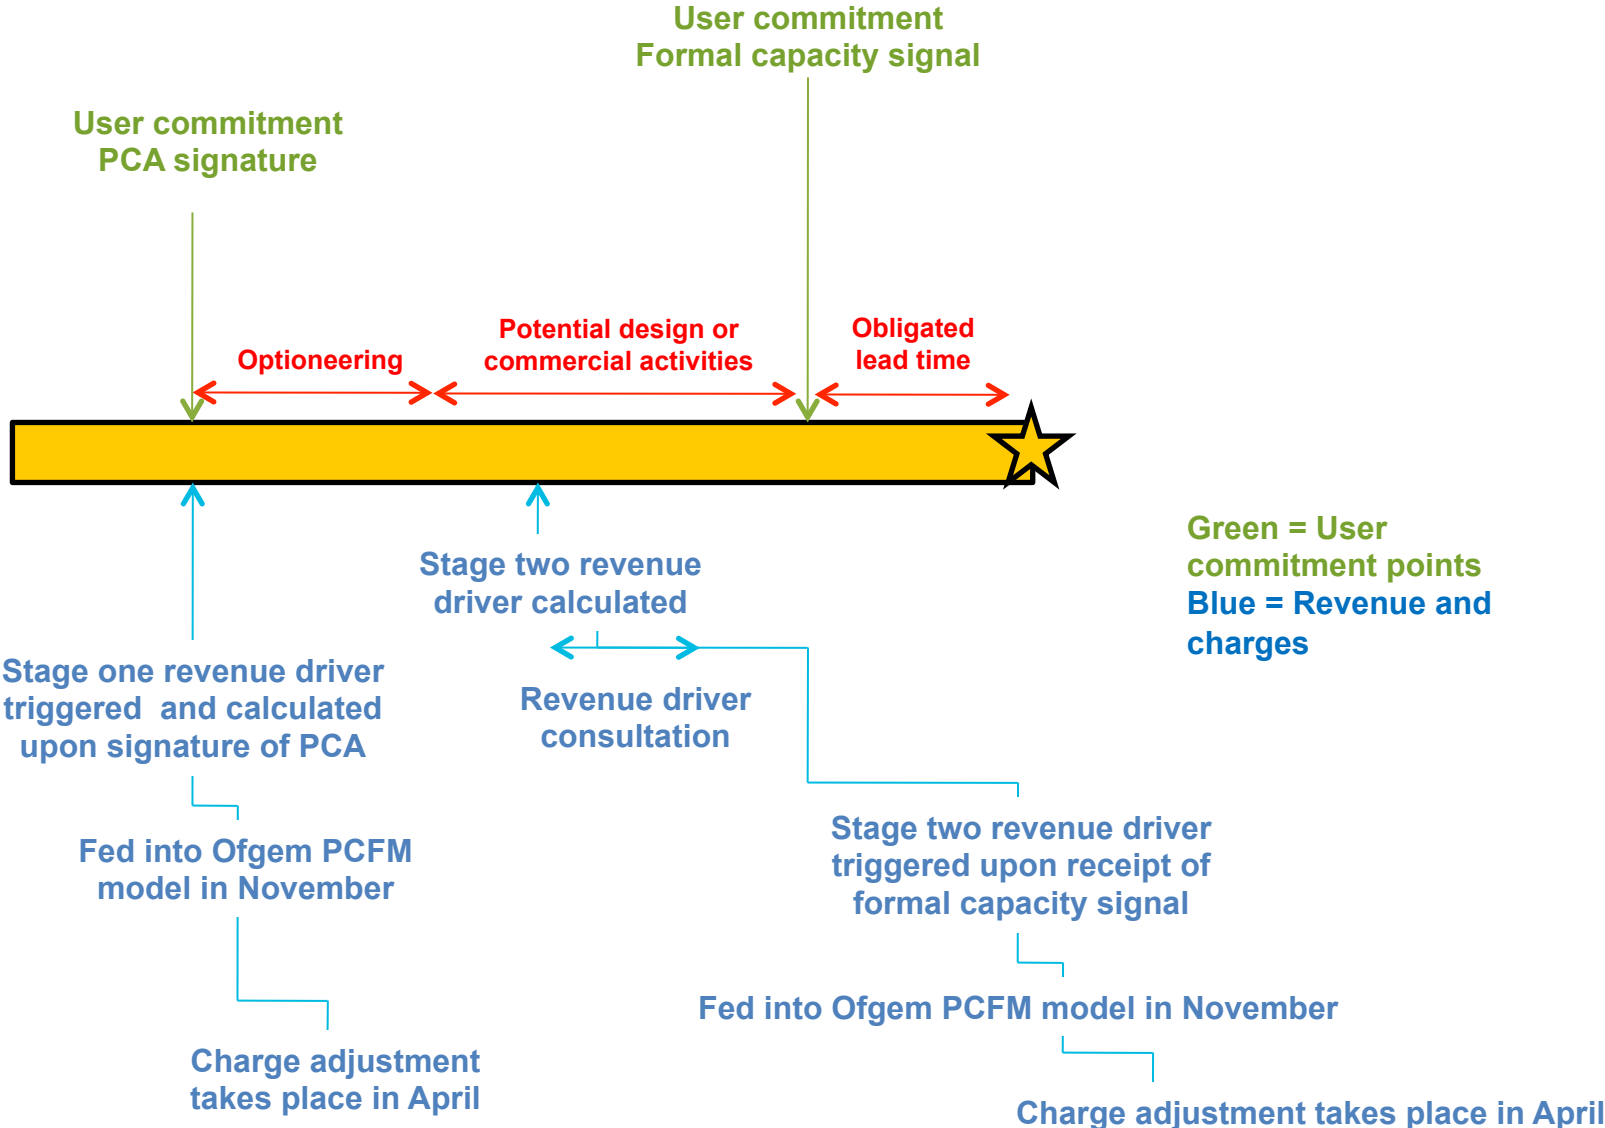 User commitment
Formal capacity signal
User commitment
PCA signature
Optioneering
Potential design or
commercial activities
Obligated
lead time
Green = User
commitment points
Blue = Revenue and
charges
Stage two revenue
driver calculated
Stage one revenue driver
triggered  and calculated
upon signature of PCA
Revenue driver
consultation
Fed into Ofgem PCFM
model in November
Stage two revenue driver
triggered upon receipt of
formal capacity signal
Fed into Ofgem PCFM model in November
Charge adjustment
takes place in April
Charge adjustment takes place in April